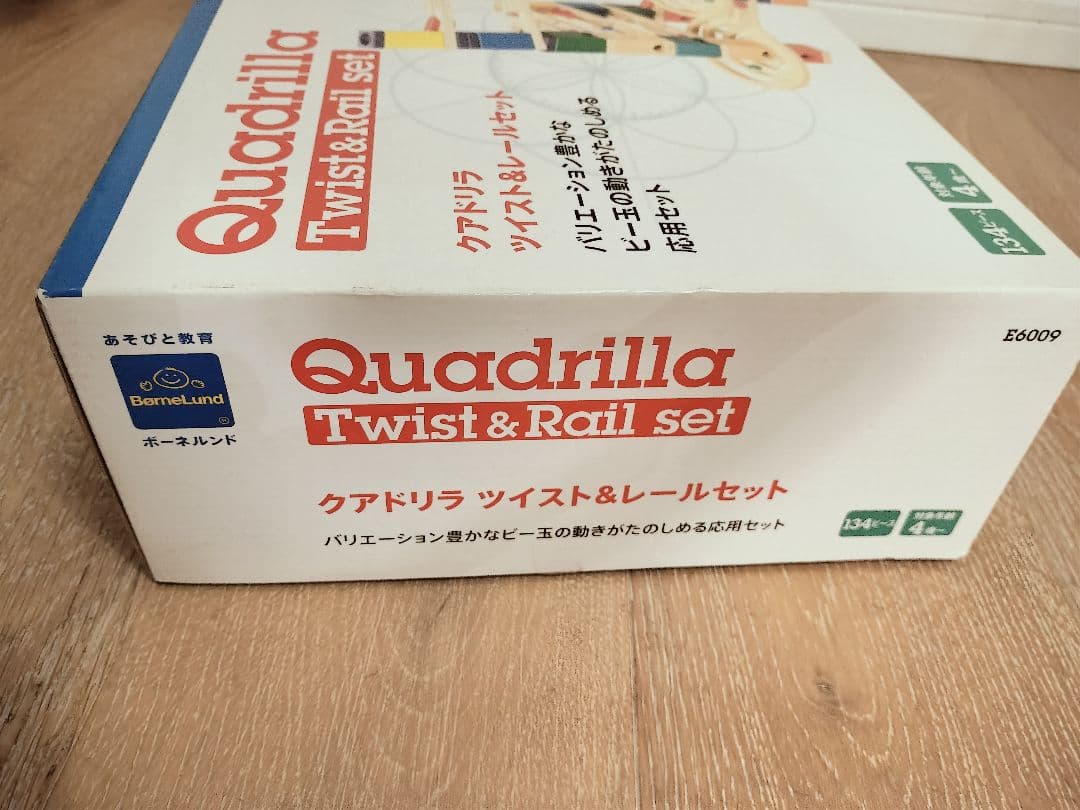 Quadrilla
Twist&Rail set
クアドリラ
ツイスト&レールセット
バリエーション豊かな
ビー玉の動きがたのしめる
応用セット
134ピース
対象年齢
4歳〜
あそびと教育
BørneLund
®
ボーネルンド
Quadrilla
Twist&Rail set
クアドリラ ツイスト&レールセット
バリエーション豊かなビー玉の動きがたのしめる応用セット
134ピース
対象年齢
4歳〜
E6009